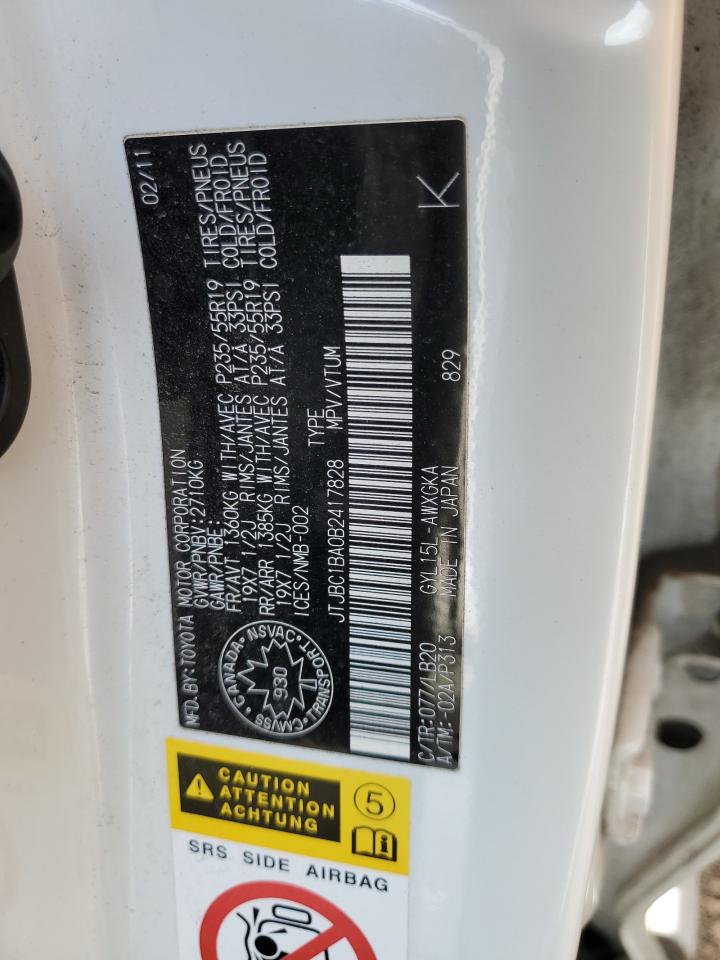 MFD.BY:TOYOTA MOTOR CORPORATION 02/11
GVWR/PNBV:2710KG
GAWR/PNBE:
FR/AVT 1360KG WITH/AVEC P235/55R19 TIRES/PNEUS
19X7 1/2J RIMS/JANTES AT/À 33PSI COLD/FROID
RR/ARR 1385KG WITH/AVEC P235/55R19 TIRES/PNEUS
19X7 1/2J RIMS/JANTES AT/À 33PSI COLD/FROID
ICES/NMB-002 TYPE
JTJBC1BA0B2417828 MPV/VTUM
CANADA • NSVAC • TRANSPORT • CMVSS
930
C/TR:077/LB20 GYL15L-AWXGKA 829
A/TM:-02A/P313 MADE IN JAPAN
K
CAUTION
ATTENTION
ACHTUNG
5
SRS SIDE AIRBAG